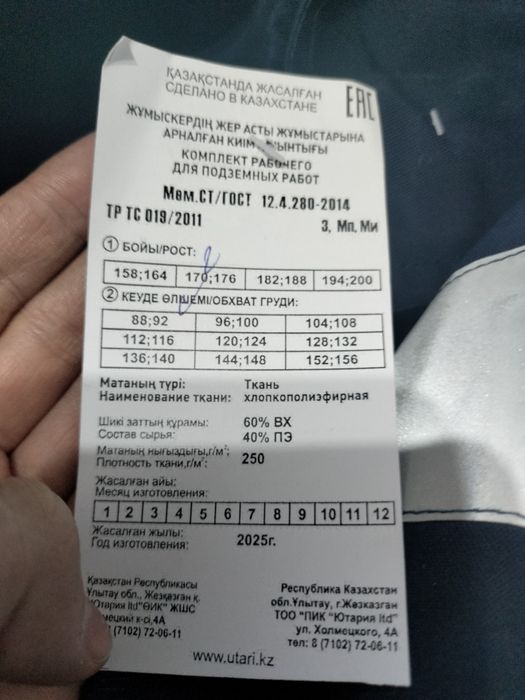 ҚАЗАҚСТАНДА ЖАСАЛҒАН
СДЕЛАНО В КАЗАХСТАНЕ
EAC
ЖҰМЫСКЕРДІҢ ЖЕР АСТЫ ЖҰМЫСТАРЫНА
АРНАЛҒАН КИІМ
КОМПЛЕКТ РАБОЧЕГО
ДЛЯ ПОДЗЕМНЫХ РАБОТ
Мвм.СТ/ГОСТ 12.4.280-2014
ТР ТС 019/2011 З, Мп, Ми
① БОЙЫ/РОСТ:
158;164 170;176 182;188 194;200
② КЕУДЕ ӨЛШЕМІ/ОБХВАТ ГРУДИ:
88;92 96;100 104;108
112;116 120;124 128;132
136;140 144;148 152;156
Матаның түрі: Ткань
Наименование ткани: хлопкополиэфирная
Шикі заттың құрамы: 60% ВХ
Состав сырья: 40% ПЭ
Матаның нығыздығы,г/м²;
Плотность ткани,г/м²: 250
Жасалған айы:
Месяц изготовления:
1 2 3 4 5 6 7 8 9 10 11 12
Жасалған жылы:
Год изготовления: 2025г.
Қазақстан Республикасы
Ұлытау обл., Жезқазған қ.
"Ютария ltd" ӨИК" ЖШС
к-сі,4А
8 (7102) 72-06-11
Республика Казахстан
обл.Ұлытау, г.Жезказган
ТОО "ПИК "Ютария ltd"
ул. Холмецкого, 4А
тел: 8 (7102) 72-06-11
www.utari.kz